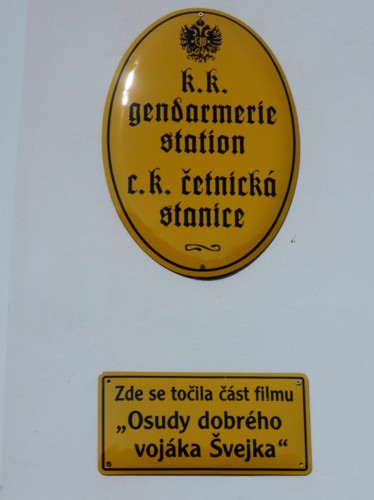 k.k.
gendarmerie
station
c.k. četnická
stanice
Zde se točila část filmu
„Osudy dobrého
vojáka Švejka“